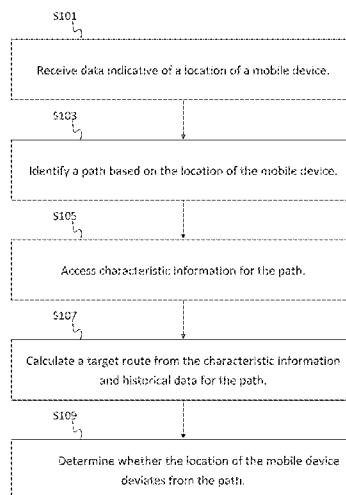 S101
Receive data indicative of a location of a mobile device.
S103
Identify a path based on the location of the mobile device.
S105
Access characteristic information for the path.
S107
Calculate a target route from the characteristic information
and historical data for the path.
S109
Determine whether the location of the mobile device
deviates from the path.